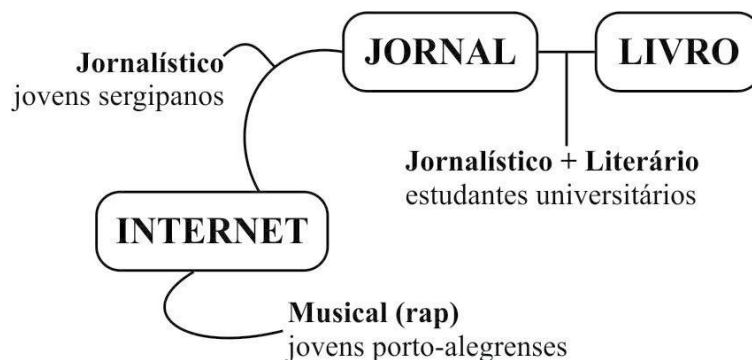 JORNAL
LIVRO
Jornalístico
jovens sergipanos
Jornalístico + Literário
estudantes universitários
INTERNET
Musical (rap)
jovens porto-alegrenses